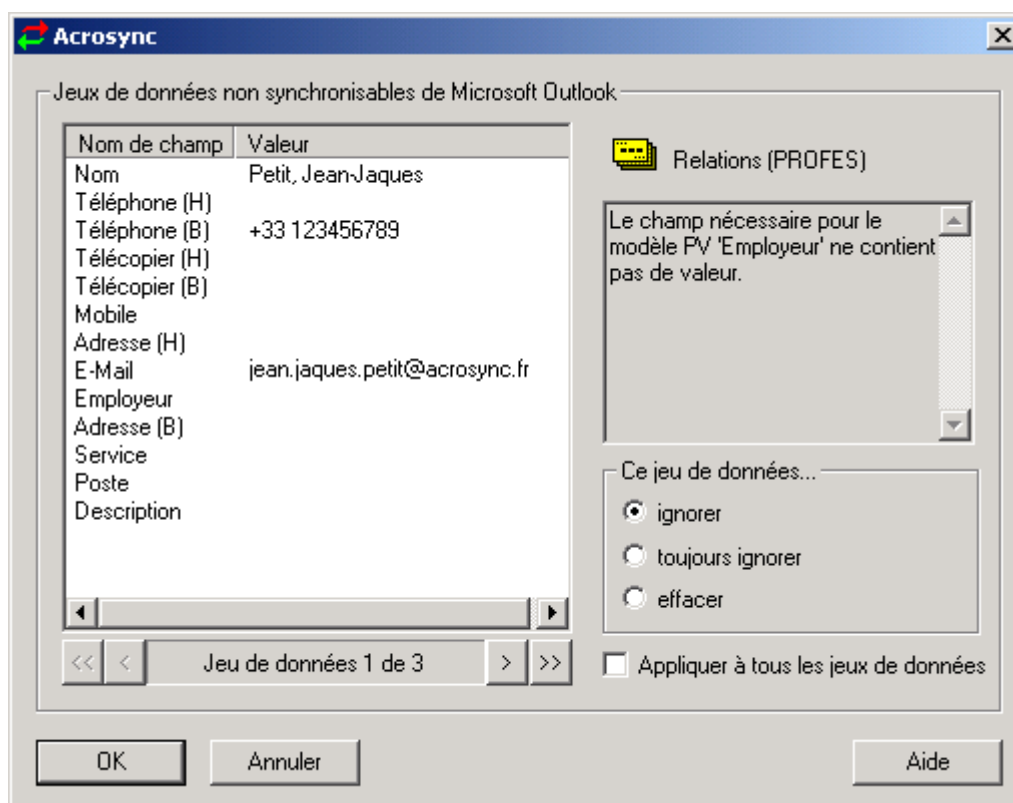 Acrosync
Jeux de données non synchronisables de Microsoft Outlook
Nom de champ Valeur
Nom Petit, Jean-Jaques
Téléphone (H)
Téléphone (B) +33 123456789
Télécopier (H)
Télécopier (B)
Mobile
Adresse (H)
E-Mail jean.jaques.petit@acrosync.fr
Employeur
Adresse (B)
Service
Poste
Description
<< < Jeu de données 1 de 3 > >>
Relations (PROFES)
Le champ nécessaire pour le
modèle PV 'Employeur' ne contient
pas de valeur.
Ce jeu de données...
ignorer
toujours ignorer
effacer
Appliquer à tous les jeux de données
OK Annuler Aide